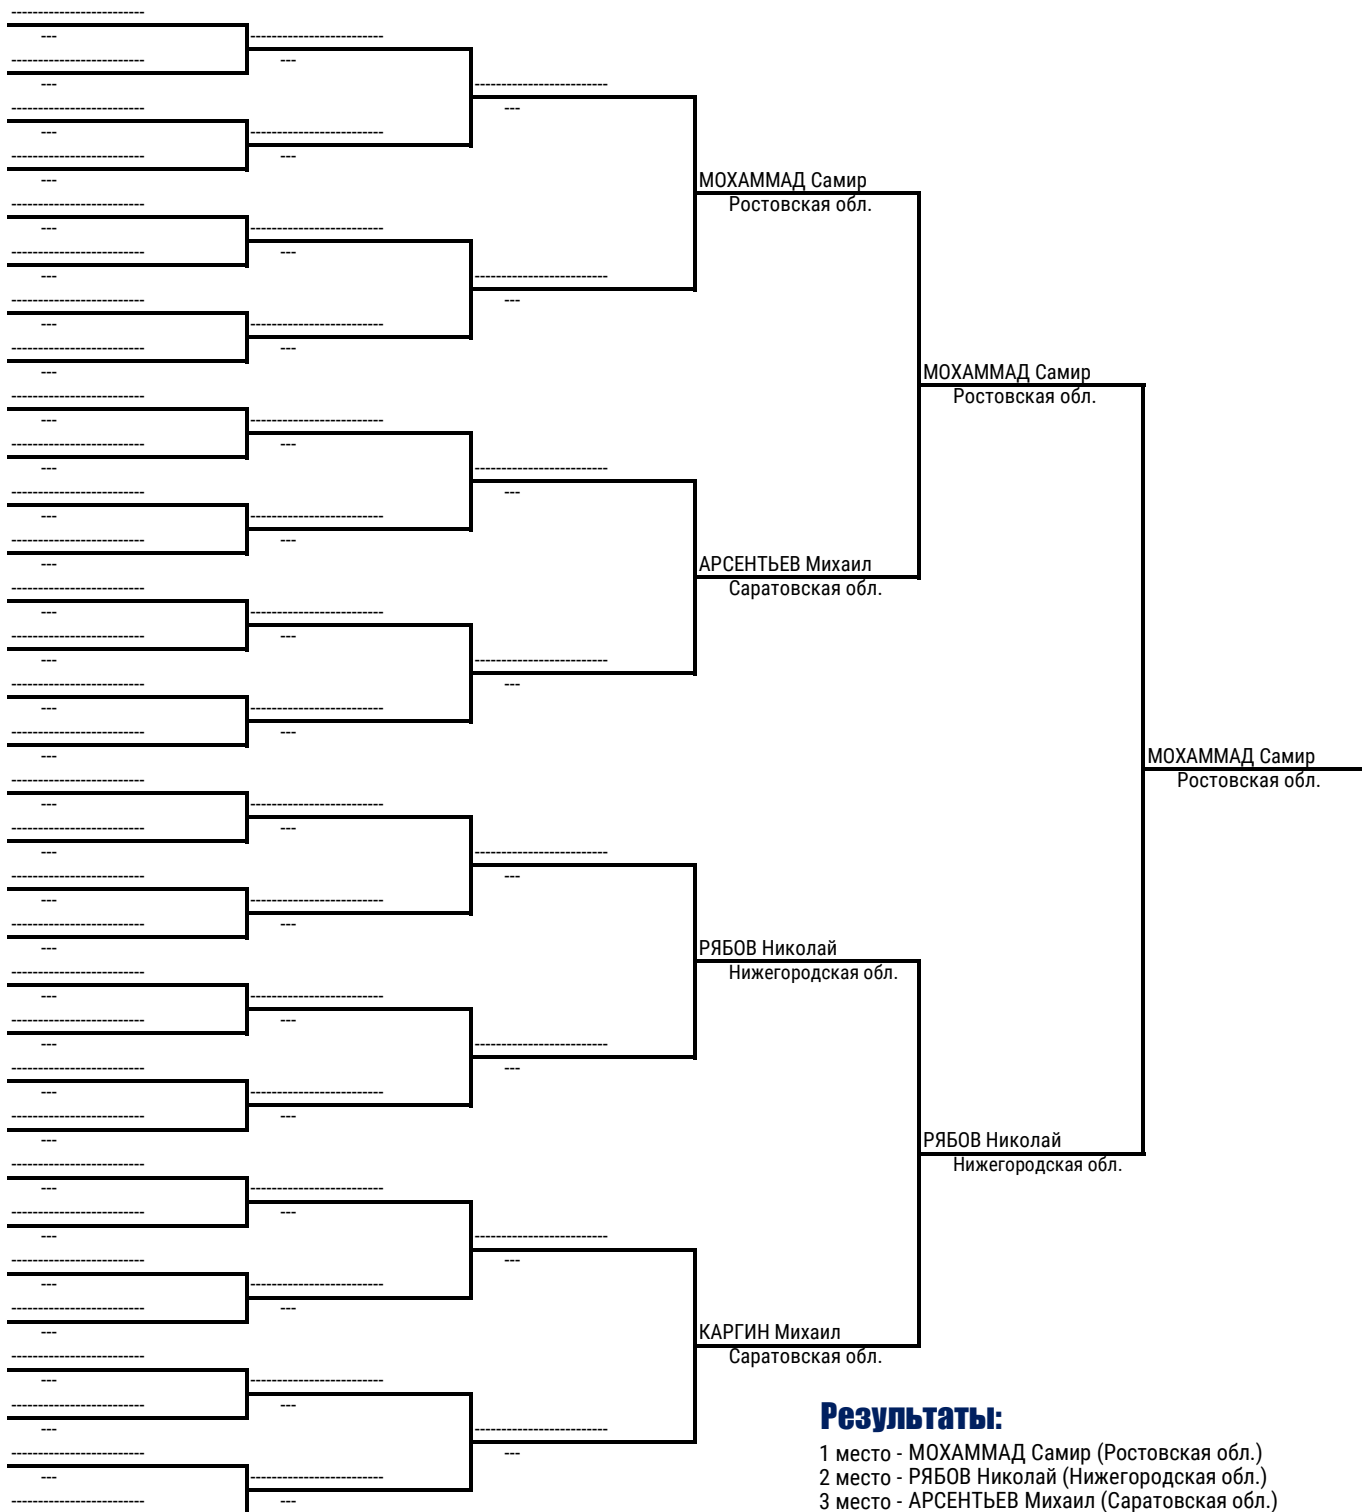 МОХАММАД Самир
Ростовская обл.
МОХАММАД Самир
Ростовская обл.
АРСЕНТЬЕВ Михаил
Саратовская обл.
МОХАММАД Самир
Ростовская обл.
РЯБОВ Николай
Нижегородская обл.
РЯБОВ Николай
Нижегородская обл.
КАРГИН Михаил
Саратовская обл.
Результаты:
1 место - МОХАММАД Самир (Ростовская обл.)
2 место - РЯБОВ Николай (Нижегородская обл.)
3 место - АРСЕНТЬЕВ Михаил (Саратовская обл.)